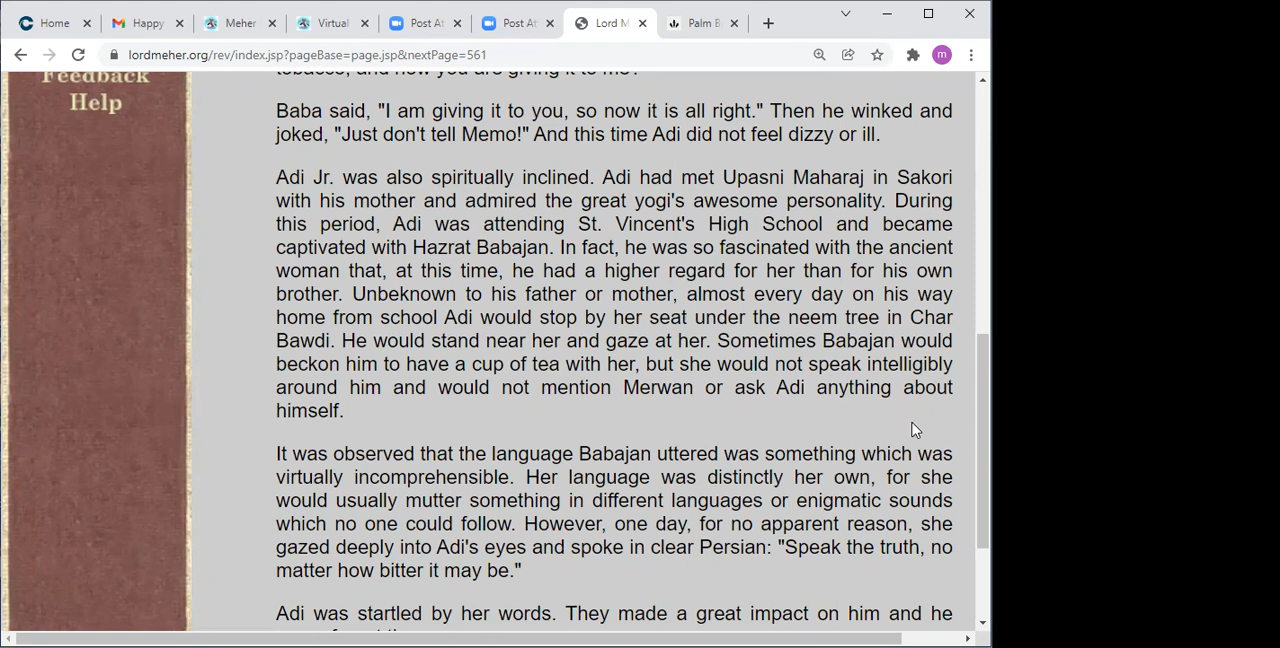 Home
Happy
Meher
Virtual
Post At
Post At
Lord M
Palm B
lordmeher.org/rev/index.jsp?pageBase=page.jsp&nextPage=561
m
Feedback
Help
tobacco, and now you are giving it to me?"
Baba said, "I am giving it to you, so now it is all right." Then he winked and
joked, "Just don't tell Memo!" And this time Adi did not feel dizzy or ill.
Adi Jr. was also spiritually inclined. Adi had met Upasni Maharaj in Sakori
with his mother and admired the great yogi's awesome personality. During
this period, Adi was attending St. Vincent's High School and became
captivated with Hazrat Babajan. In fact, he was so fascinated with the ancient
woman that, at this time, he had a higher regard for her than for his own
brother. Unbeknown to his father or mother, almost every day on his way
home from school Adi would stop by her seat under the neem tree in Char
Bawdi. He would stand near her and gaze at her. Sometimes Babajan would
beckon him to have a cup of tea with her, but she would not speak intelligibly
around him and would not mention Merwan or ask Adi anything about
himself.
It was observed that the language Babajan uttered was something which was
virtually incomprehensible. Her language was distinctly her own, for she
would usually mutter something in different languages or enigmatic sounds
which no one could follow. However, one day, for no apparent reason, she
gazed deeply into Adi's eyes and spoke in clear Persian: "Speak the truth, no
matter how bitter it may be."
Adi was startled by her words. They made a great impact on him and he